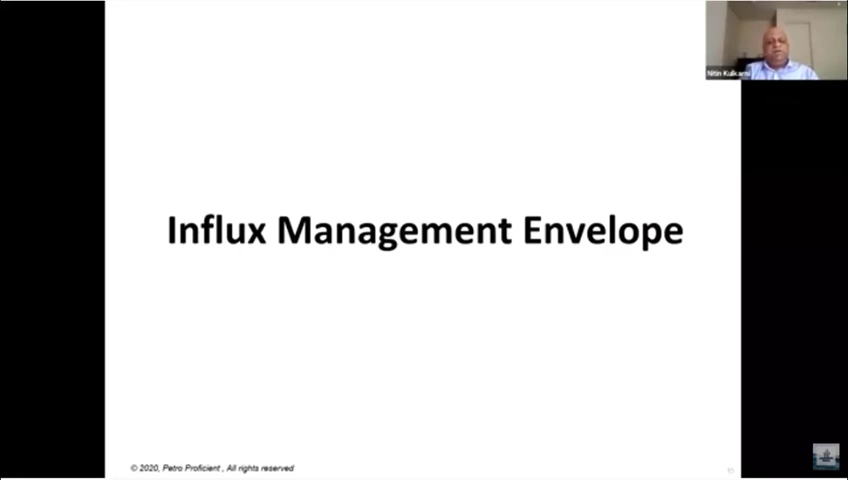 Nitin Kulkarni
Influx Management Envelope
© 2020, Petro Proficient , All rights reserved